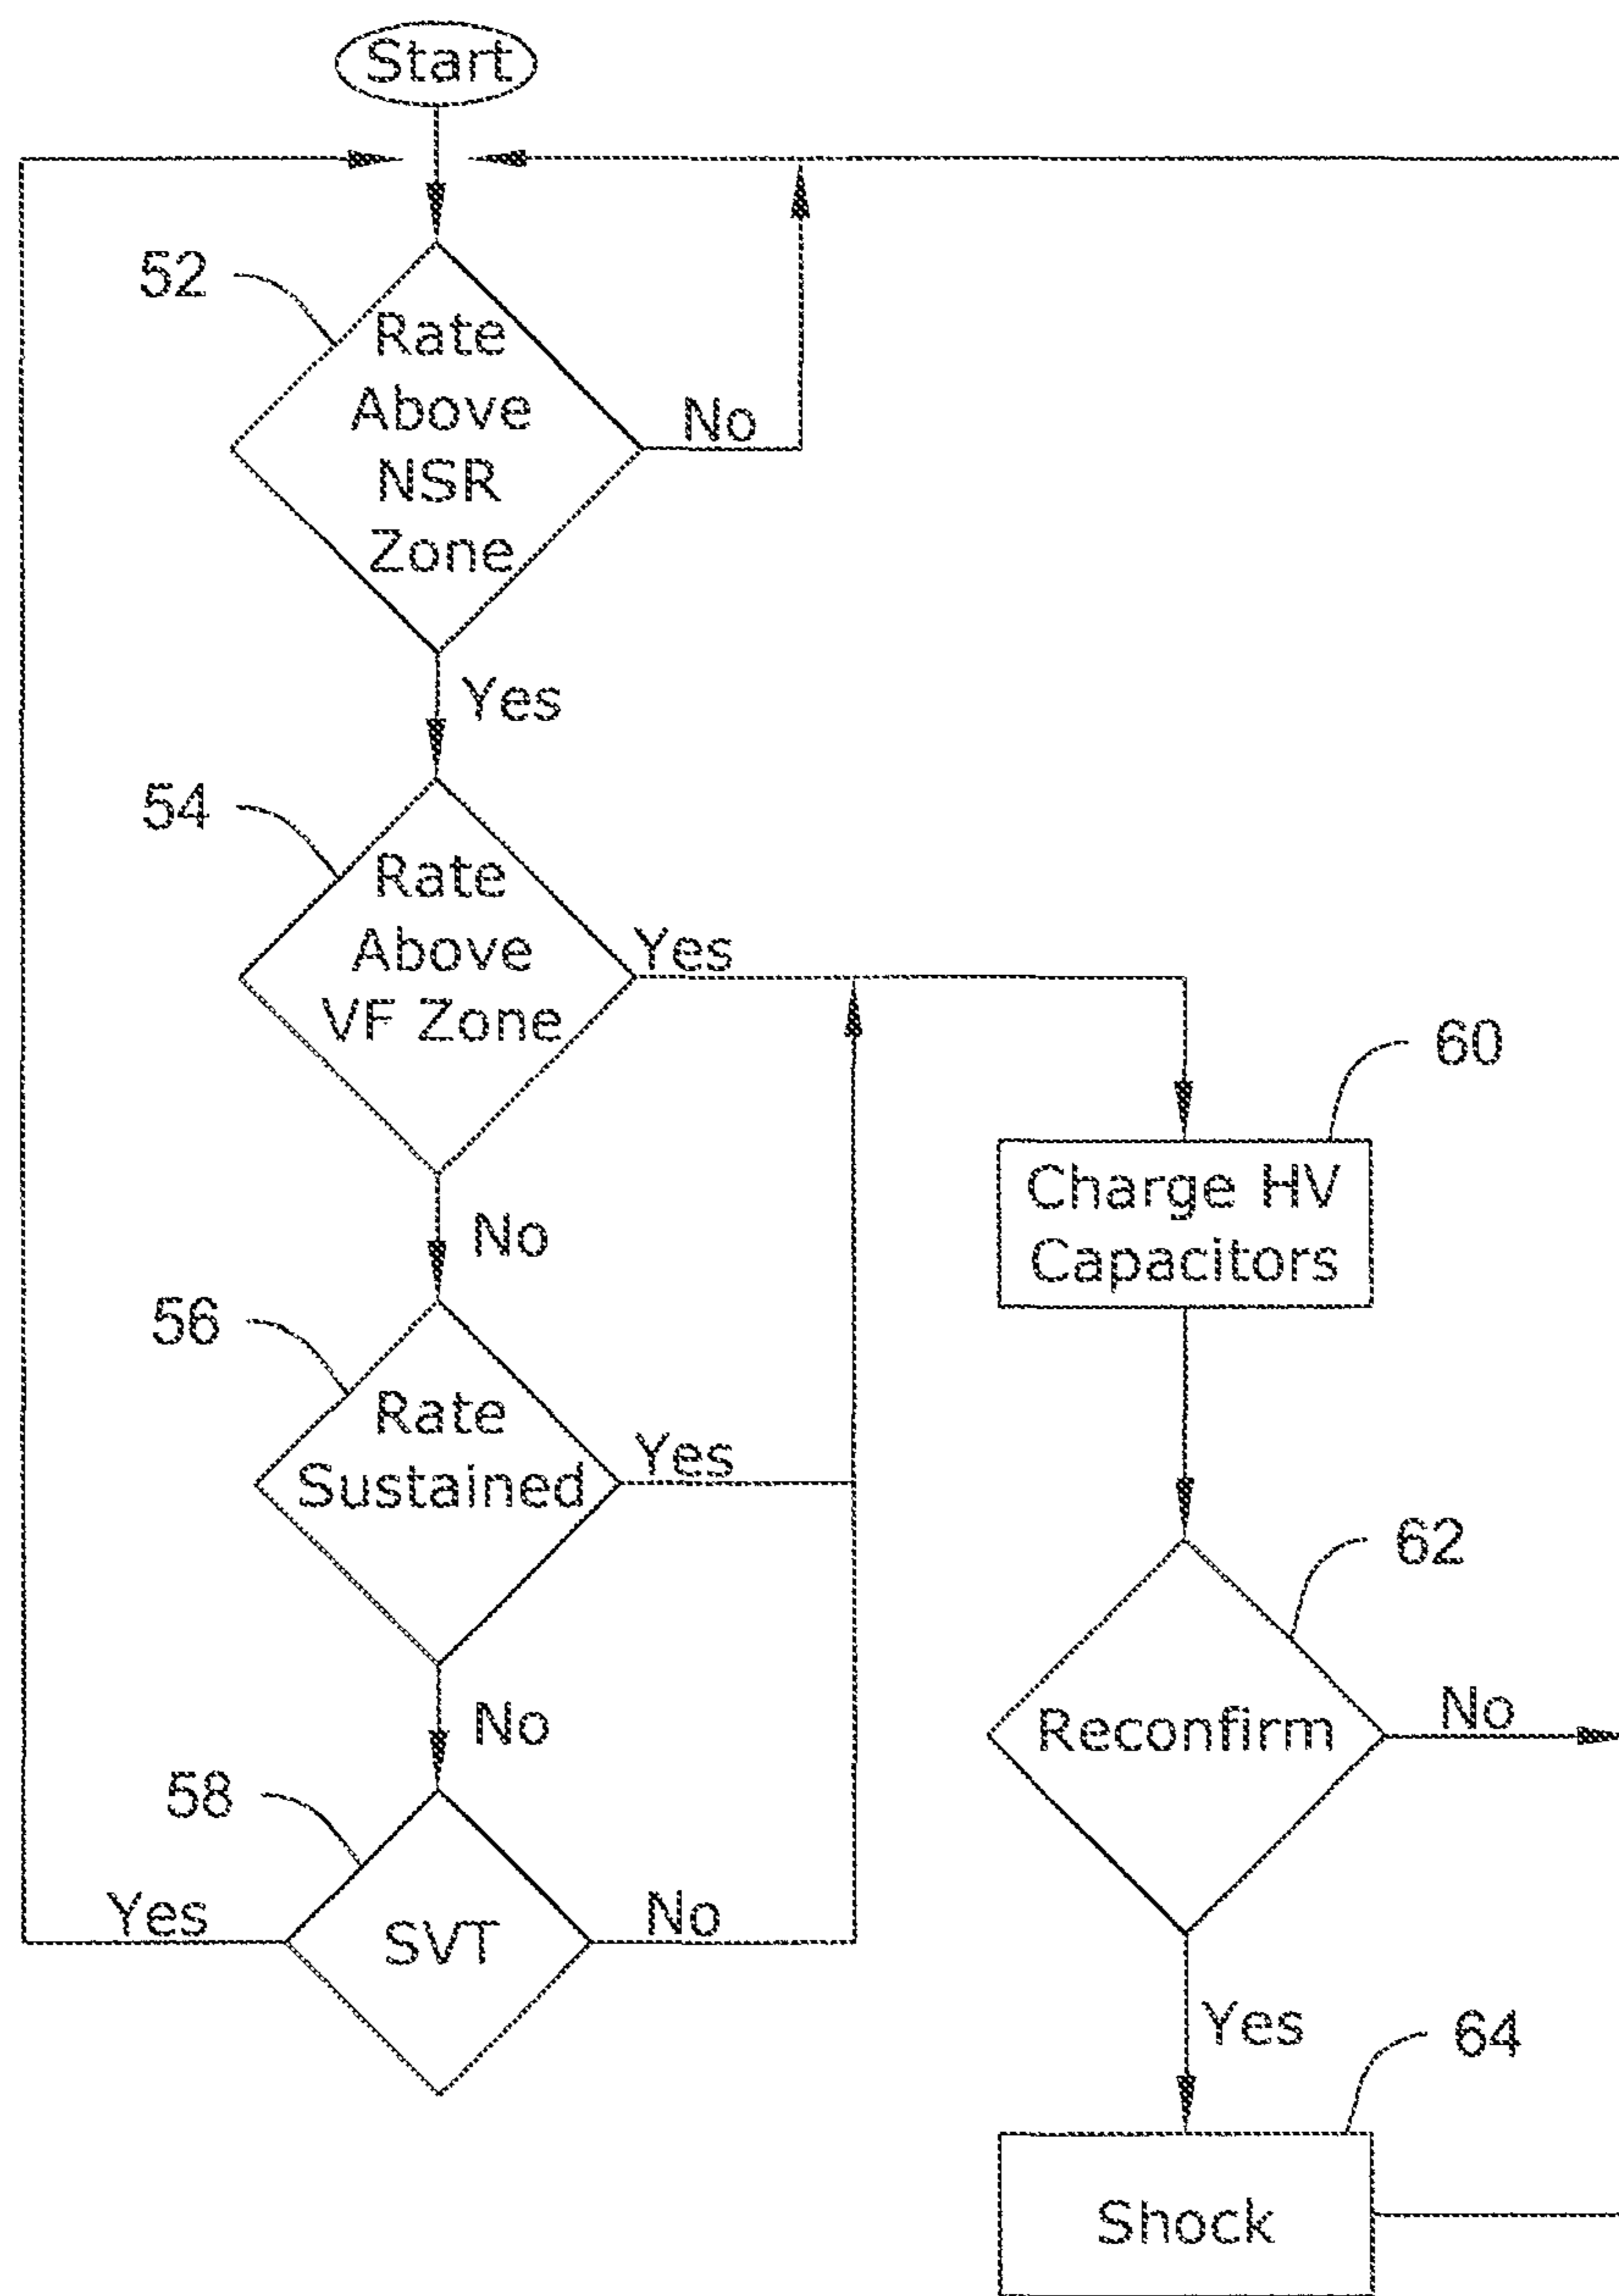 Start
52
Rate
Above
NSR
Zone
No
Yes
54
Rate
Above
VF Zone
Yes
No
60
Charge HV
Capacitors
56
Rate
Sustained
Yes
No
62
Reconfirm
No
58
SVT
Yes
No
Yes
64
Shock